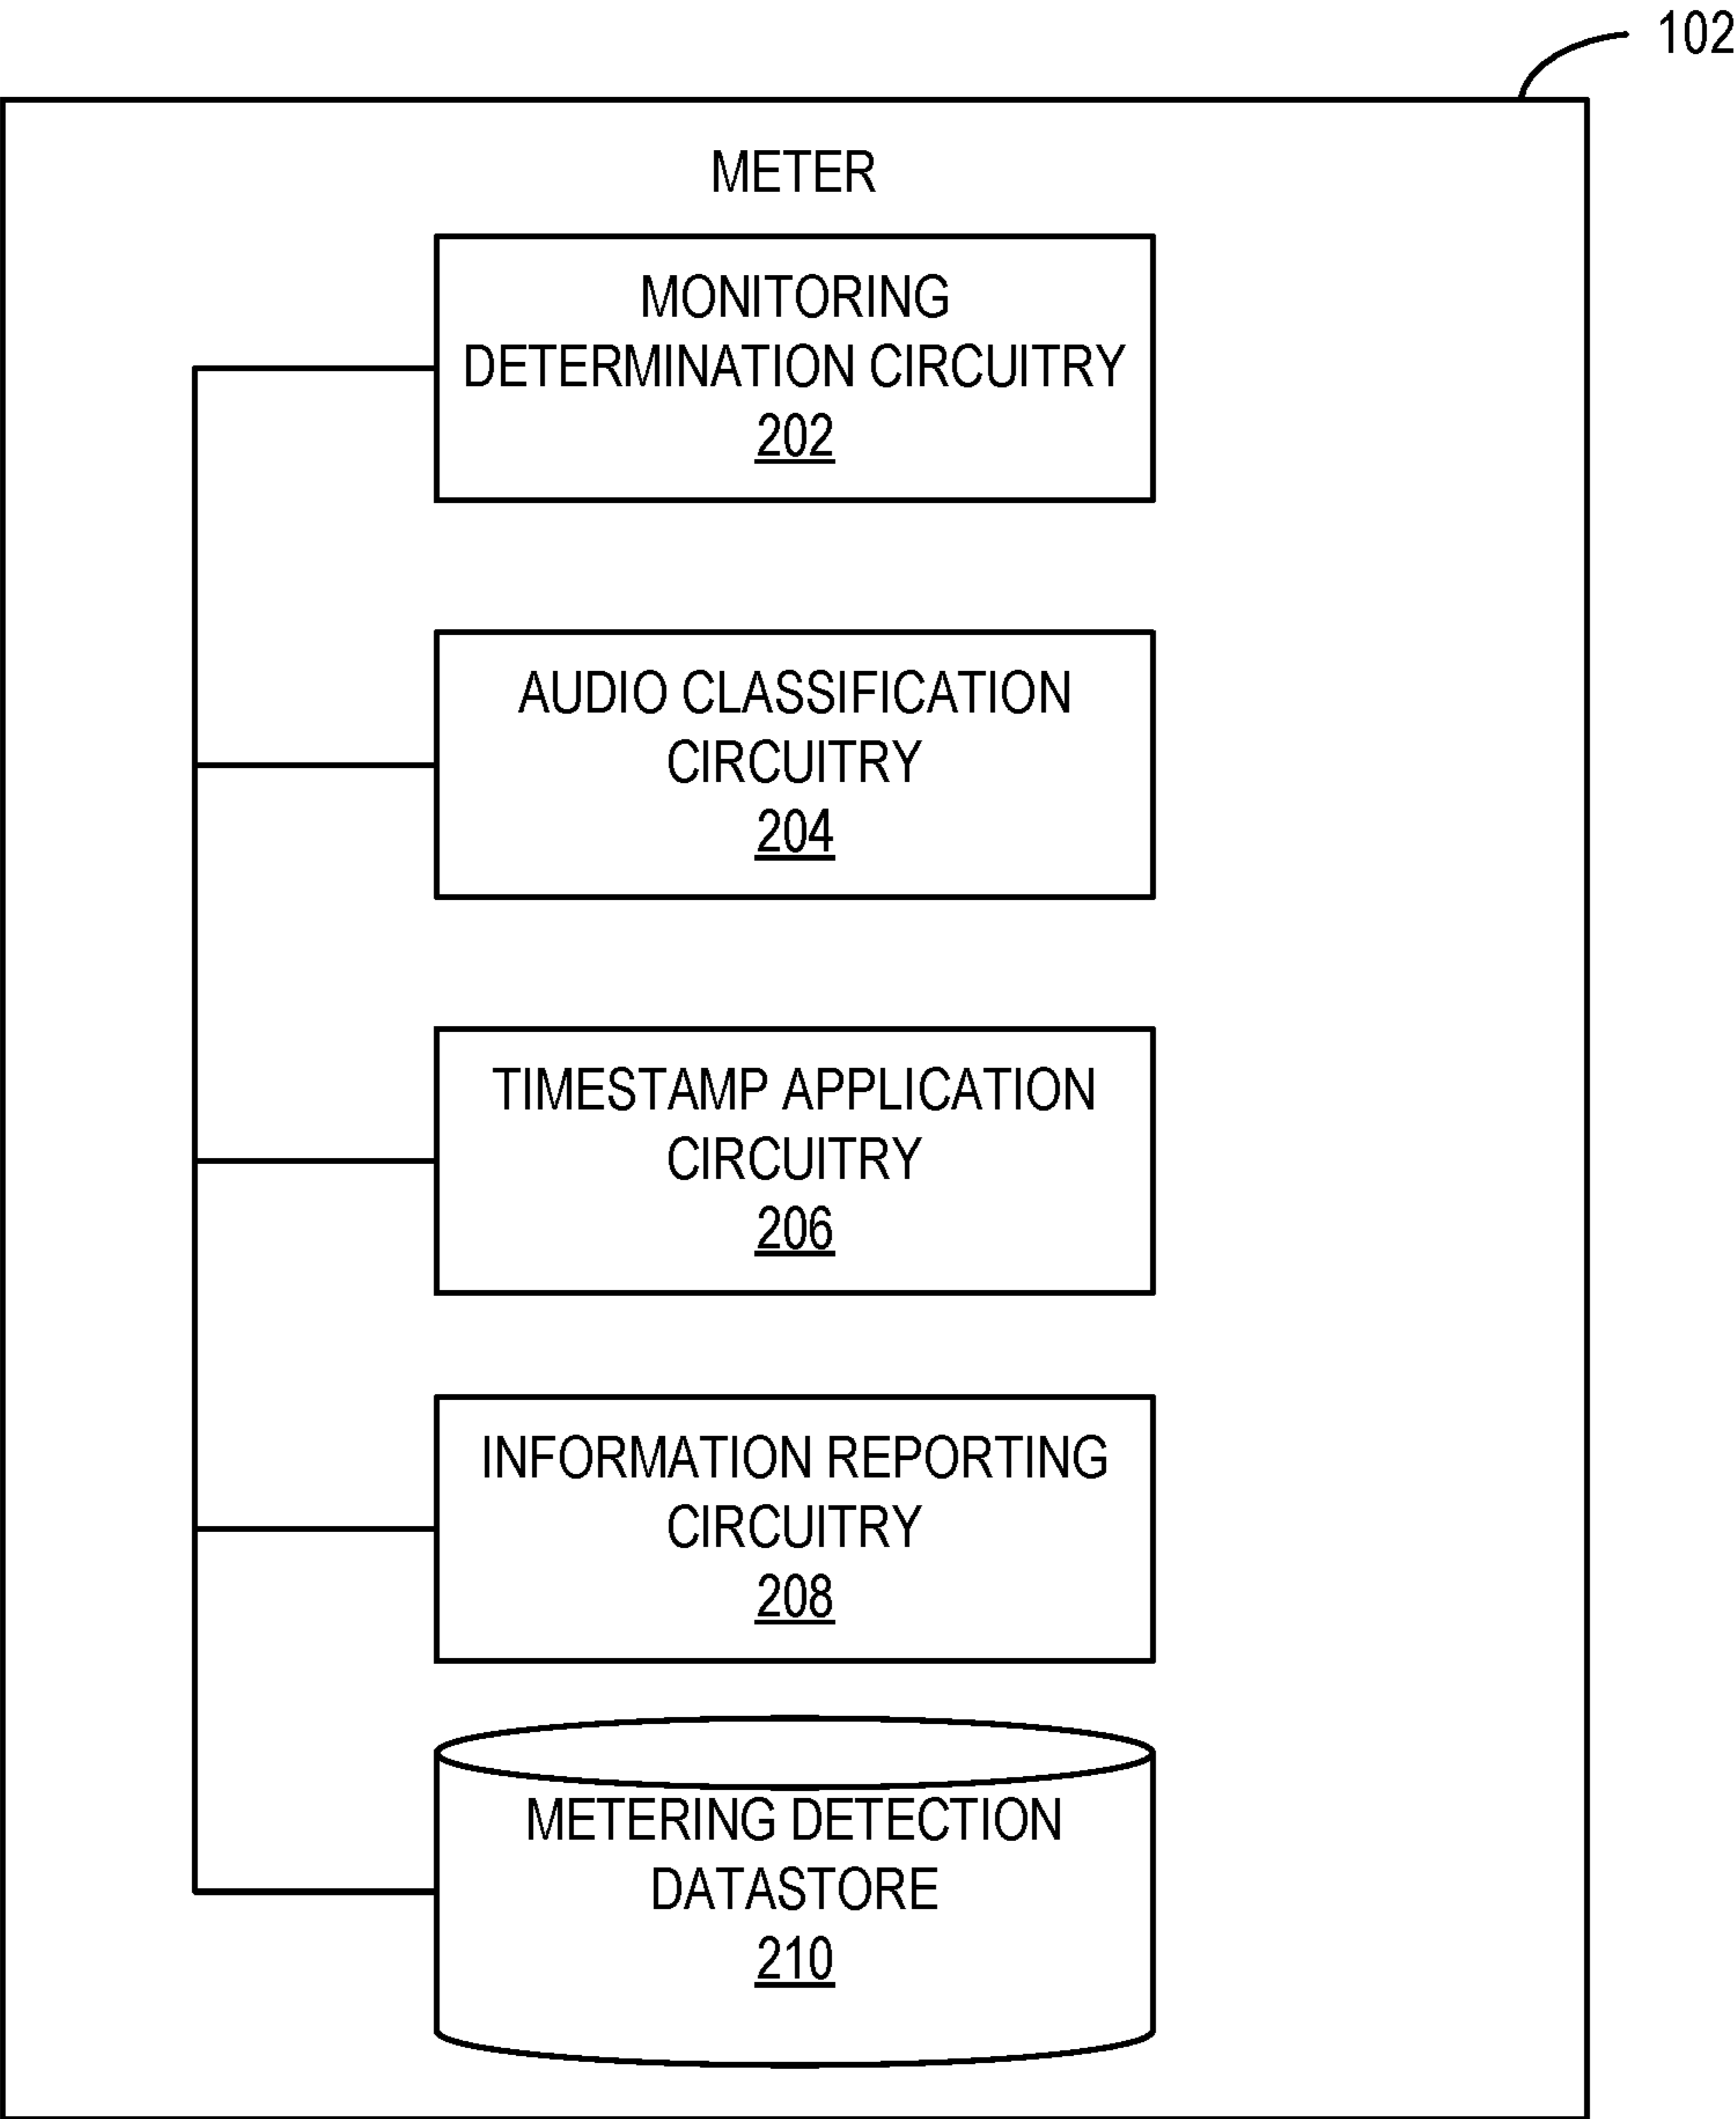 102
METER
MONITORING
DETERMINATION CIRCUITRY
202
AUDIO CLASSIFICATION
CIRCUITRY
204
TIMESTAMP APPLICATION
CIRCUITRY
206
INFORMATION REPORTING
CIRCUITRY
208
METERING DETECTION
DATASTORE
210